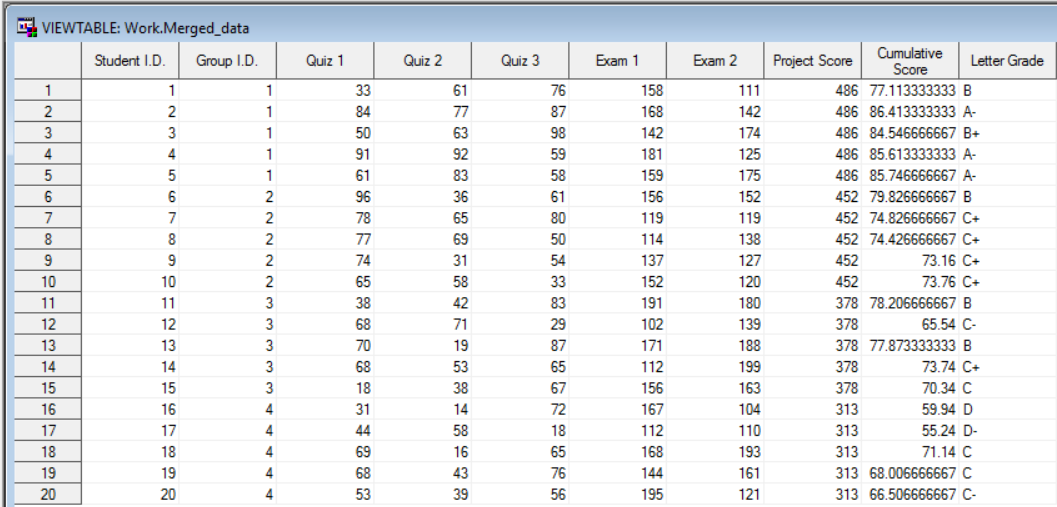 VIEWTABLE: Work.Merged_data
Student I.D. Group I.D. Quiz 1 Quiz 2 Quiz 3 Exam 1 Exam 2 Project Score Cumulative Score Letter Grade
1 1 1 33 61 76 158 111 486 77.113333333 B
2 2 1 84 77 87 168 142 486 86.413333333 A-
3 3 1 50 63 98 142 174 486 84.546666667 B+
4 4 1 91 92 59 181 125 486 85.613333333 A-
5 5 1 61 83 58 159 175 486 85.746666667 A-
6 6 2 96 36 61 156 152 452 79.826666667 B
7 7 2 78 65 80 119 119 452 74.826666667 C+
8 8 2 77 69 50 114 138 452 74.426666667 C+
9 9 2 74 31 54 137 127 452 73.16 C+
10 10 2 65 58 33 152 120 452 73.76 C+
11 11 3 38 42 83 191 180 378 78.206666667 B
12 12 3 68 71 29 102 139 378 65.54 C-
13 13 3 70 19 87 171 188 378 77.873333333 B
14 14 3 68 53 65 112 199 378 73.74 C+
15 15 3 18 38 67 156 163 378 70.34 C
16 16 4 31 14 72 167 104 313 59.94 D
17 17 4 44 58 18 112 110 313 55.24 D-
18 18 4 69 16 65 168 193 313 71.14 C
19 19 4 68 43 76 144 161 313 68.006666667 C
20 20 4 53 39 56 195 121 313 66.506666667 C-